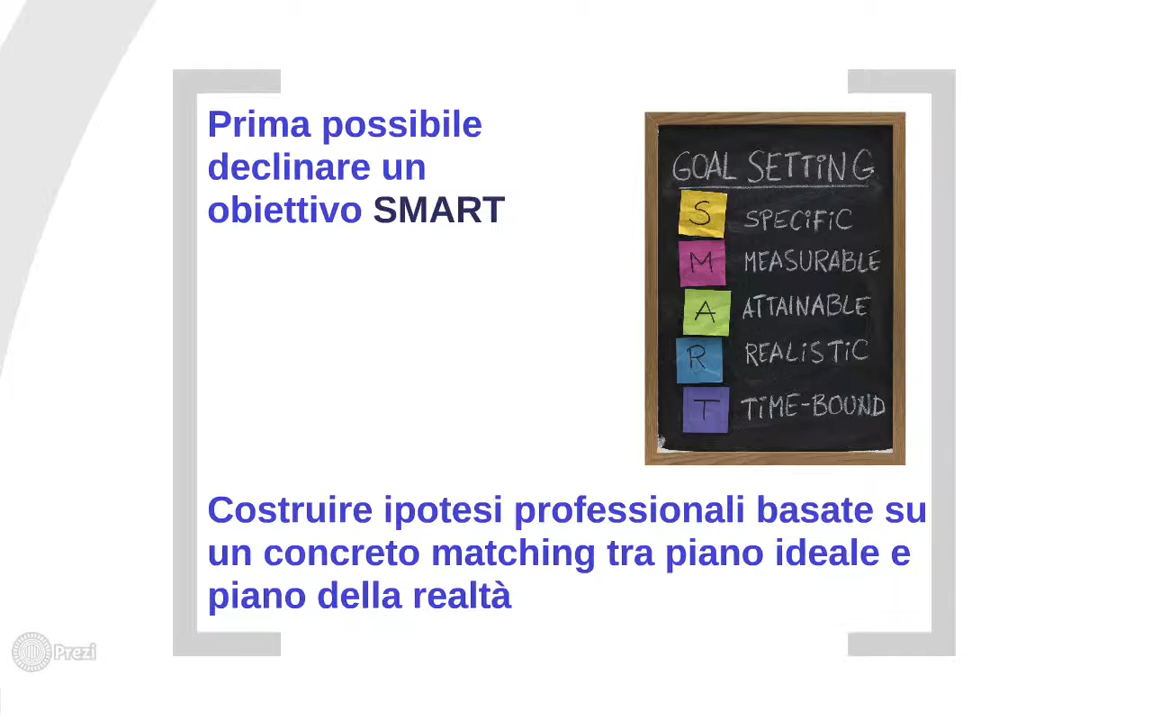 Prima possibile
declinare un
obiettivo SMART
GOAL SETTING
S SPECIFIC
M MEASURABLE
A ATTAINABLE
R REALISTIC
T TIME-BOUND
Costruire ipotesi professionali basate su
un concreto matching tra piano ideale e
piano della realtà
Prezi